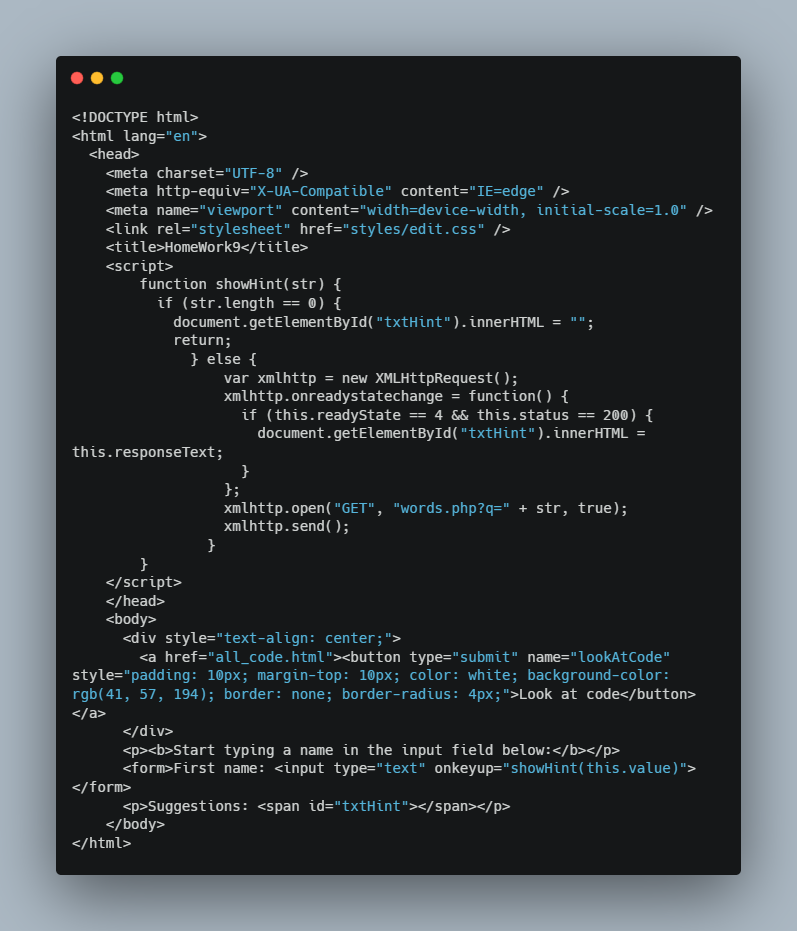 <!DOCTYPE html>
<html lang="en">
  <head>
    <meta charset="UTF-8" />
    <meta http-equiv="X-UA-Compatible" content="IE=edge" />
    <meta name="viewport" content="width=device-width, initial-scale=1.0" />
    <link rel="stylesheet" href="styles/edit.css" />
    <title>HomeWork9</title>
    <script>
        function showHint(str) {
          if (str.length == 0) {
            document.getElementById("txtHint").innerHTML = "";
            return;
              } else {
                  var xmlhttp = new XMLHttpRequest();
                  xmlhttp.onreadystatechange = function() {
                    if (this.readyState == 4 && this.status == 200) {
                      document.getElementById("txtHint").innerHTML =
this.responseText;
                    }
                  };
                  xmlhttp.open("GET", "words.php?q=" + str, true);
                  xmlhttp.send();
                }
        }
    </script>
    </head>
    <body>
      <div style="text-align: center;">
        <a href="all_code.html"><button type="submit" name="lookAtCode"
style="padding: 10px; margin-top: 10px; color: white; background-color:
rgb(41, 57, 194); border: none; border-radius: 4px;">Look at code</button>
</a>
      </div>
      <p><b>Start typing a name in the input field below:</b></p>
      <form>First name: <input type="text" onkeyup="showHint(this.value)">
</form>
      <p>Suggestions: <span id="txtHint"></span></p>
    </body>
</html>